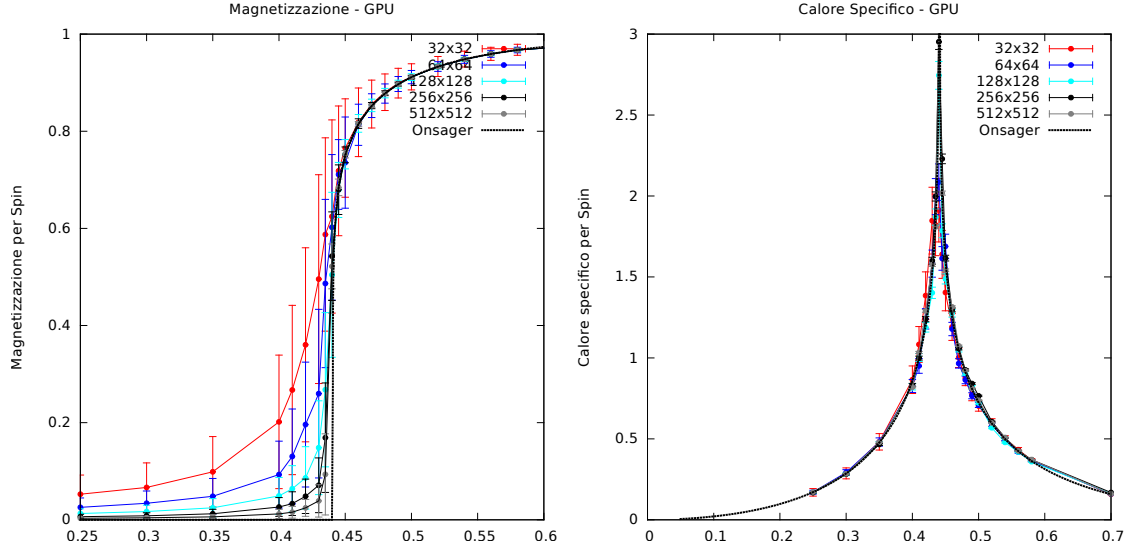 Magnetizzazione - GPU
Magnetizzazione per Spin
1
0.8
0.6
0.4
0.2
0
0.25 0.3 0.35 0.4 0.45 0.5 0.55 0.6
32x32
64x64
128x128
256x256
512x512
Onsager
Calore Specifico - GPU
Calore specifico per Spin
3
2.5
2
1.5
1
0.5
0
0 0.1 0.2 0.3 0.4 0.5 0.6 0.7
32x32
64x64
128x128
256x256
512x512
Onsager